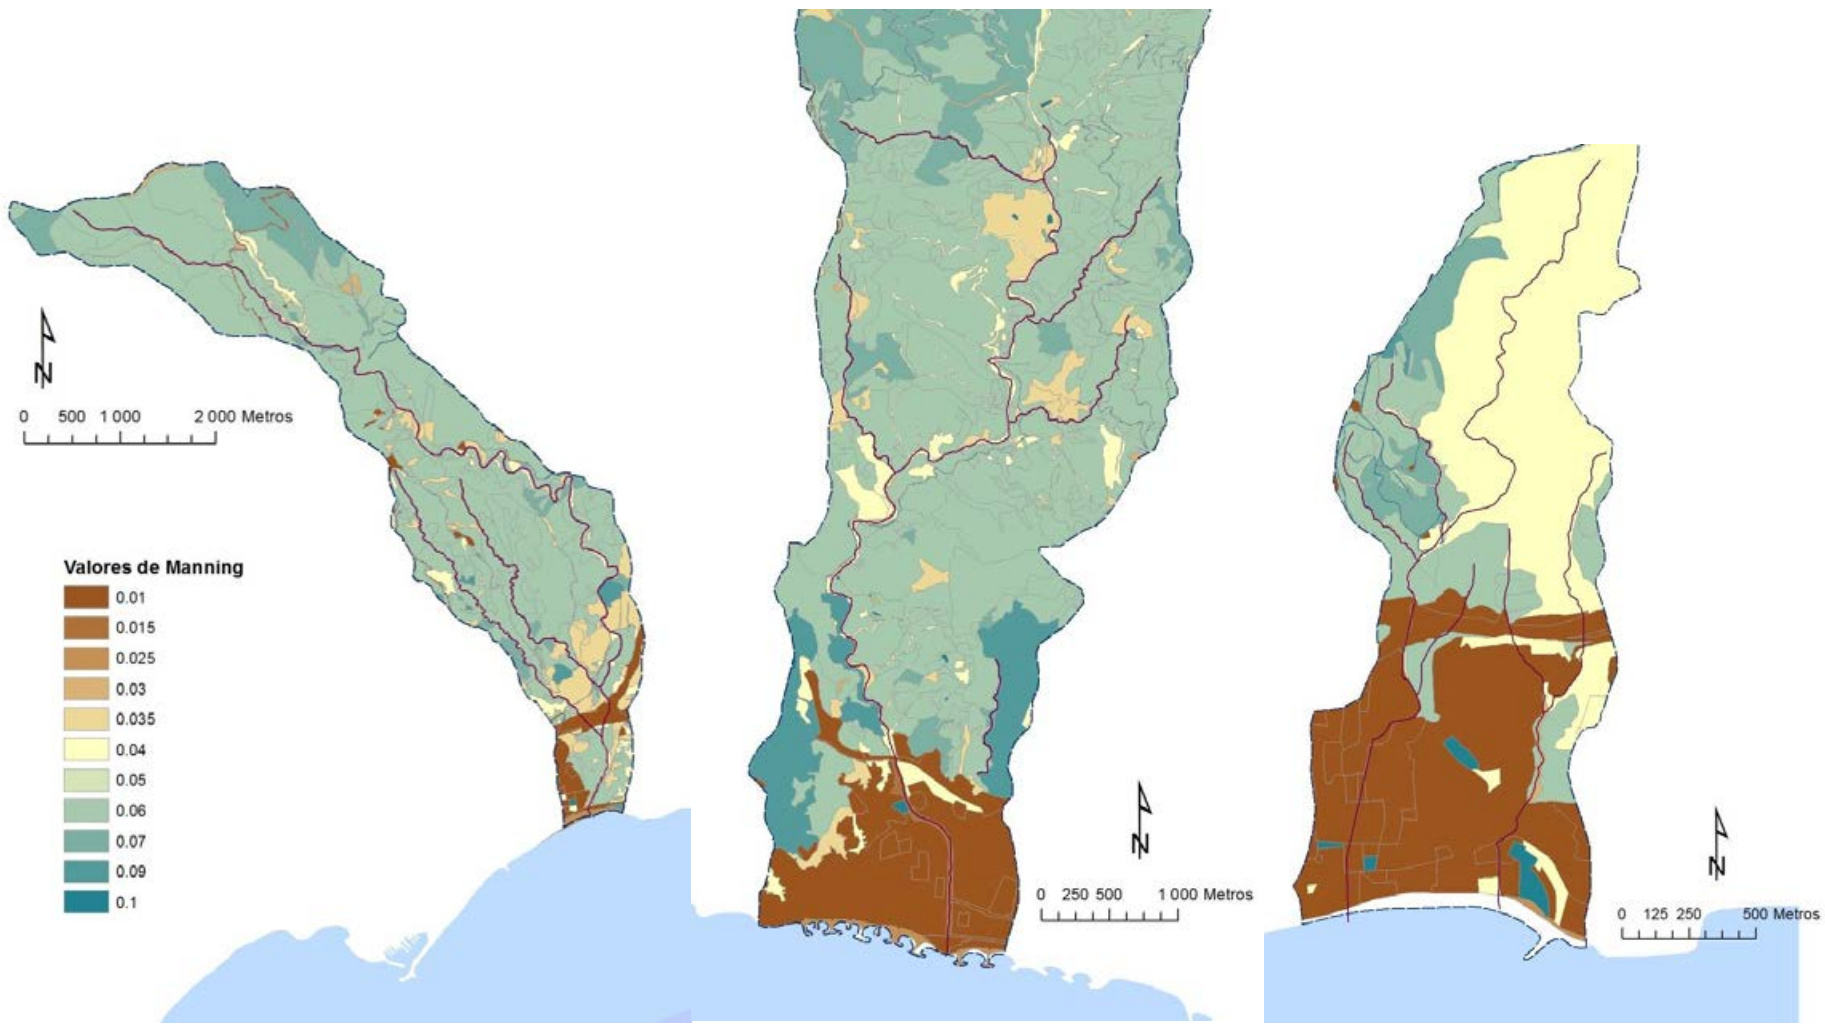 N
0 500 1 000 2 000 Metros
Valores de Manning
0.01
0.015
0.025
0.03
0.035
0.04
0.05
0.06
0.07
0.09
0.1
N
0 250 500 1 000 Metros
N
0 125 250 500 Metros